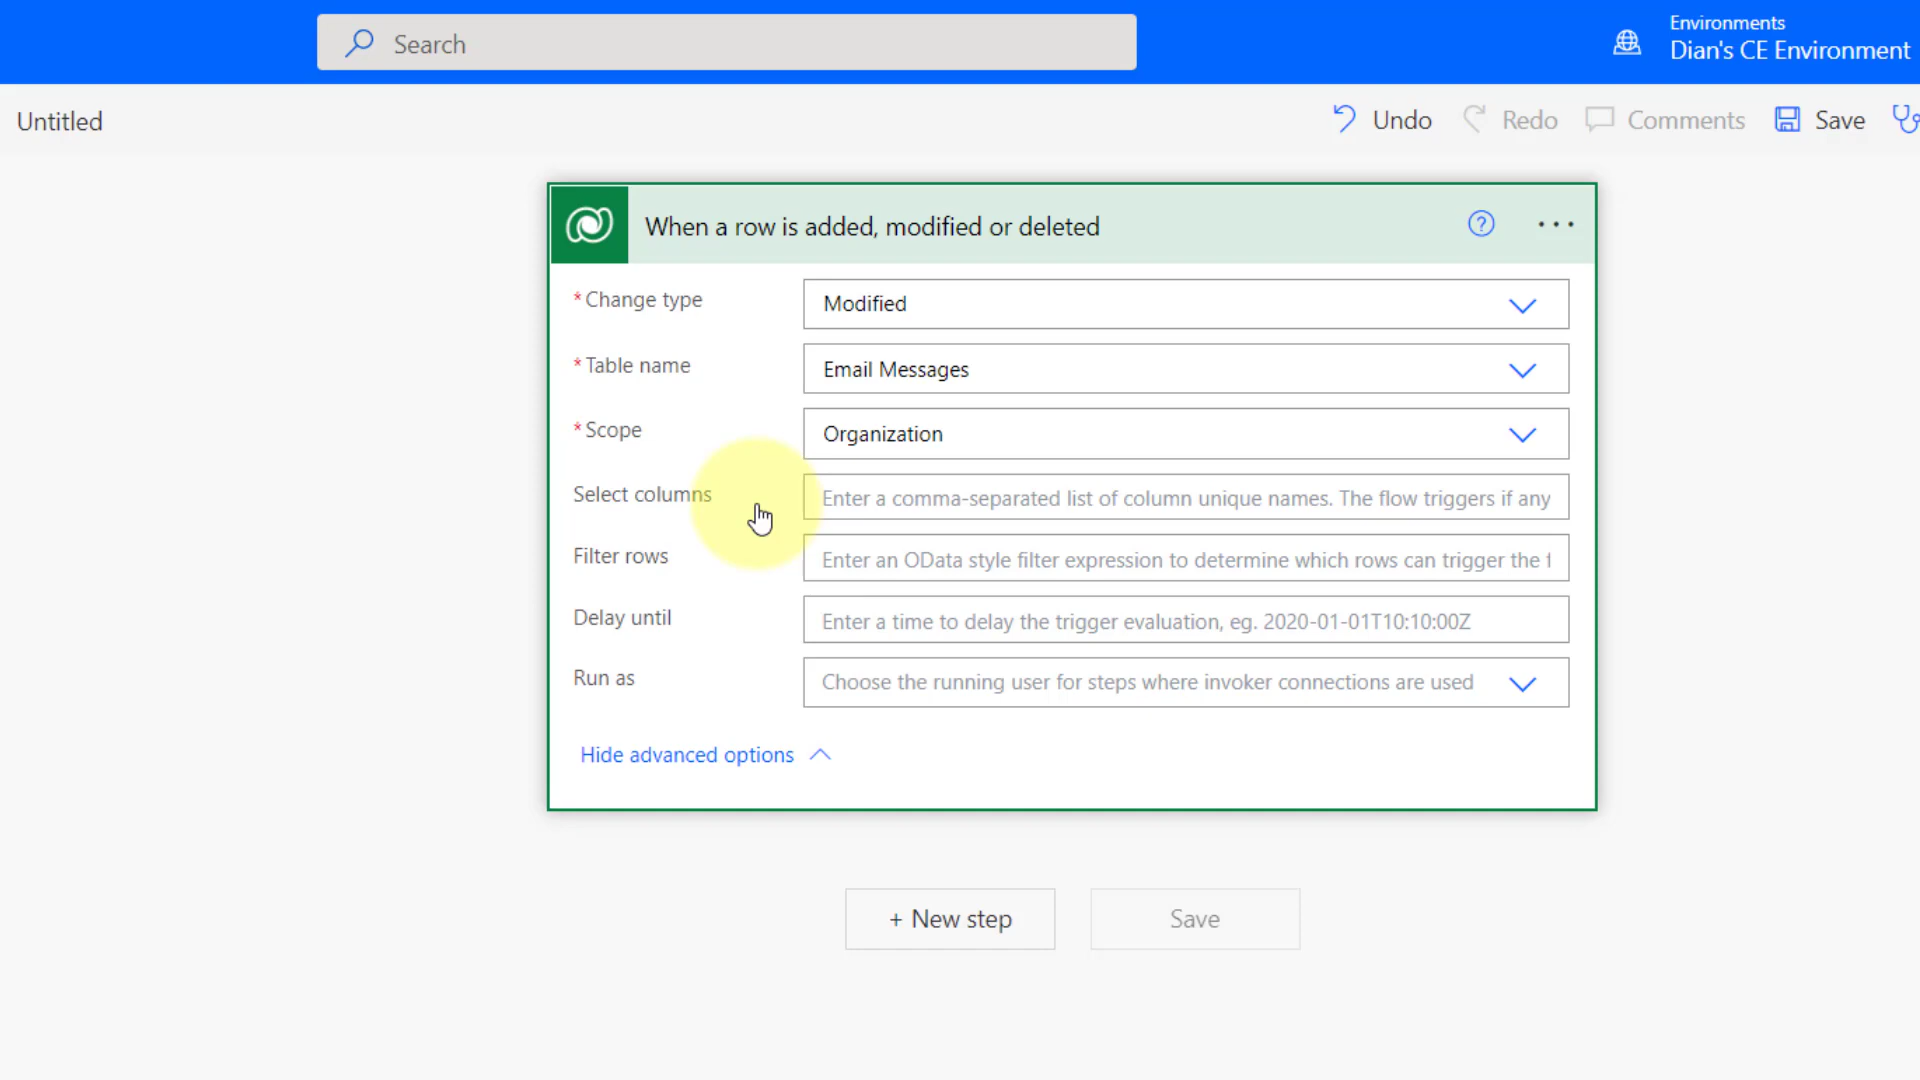 Search
Environments
Dian's CE Environment
Untitled
Undo
Redo
Comments
Save
When a row is added, modified or deleted
* Change type
Modified
* Table name
Email Messages
* Scope
Organization
Select columns
Enter a comma-separated list of column unique names. The flow triggers if any
Filter rows
Enter an OData style filter expression to determine which rows can trigger the f
Delay until
Enter a time to delay the trigger evaluation, eg. 2020-01-01T10:10:00Z
Run as
Choose the running user for steps where invoker connections are used
Hide advanced options
+ New step
Save